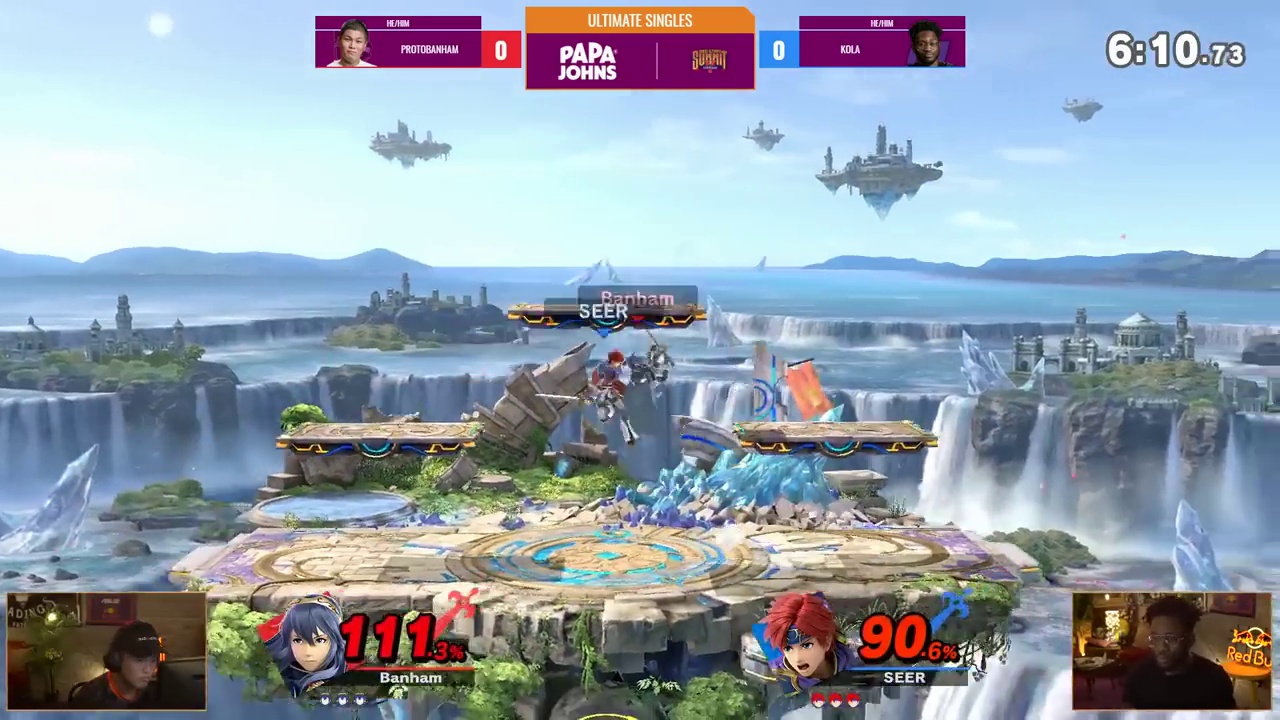 HE/HIM
PROTOBANHAM
0
ULTIMATE SINGLES
PAPA JOHNS
SUMMIT
0
HE/HIM
KOLA
6:10.73
Banham
SEER
111.3%
Banham
90.6%
SEER
RedBu